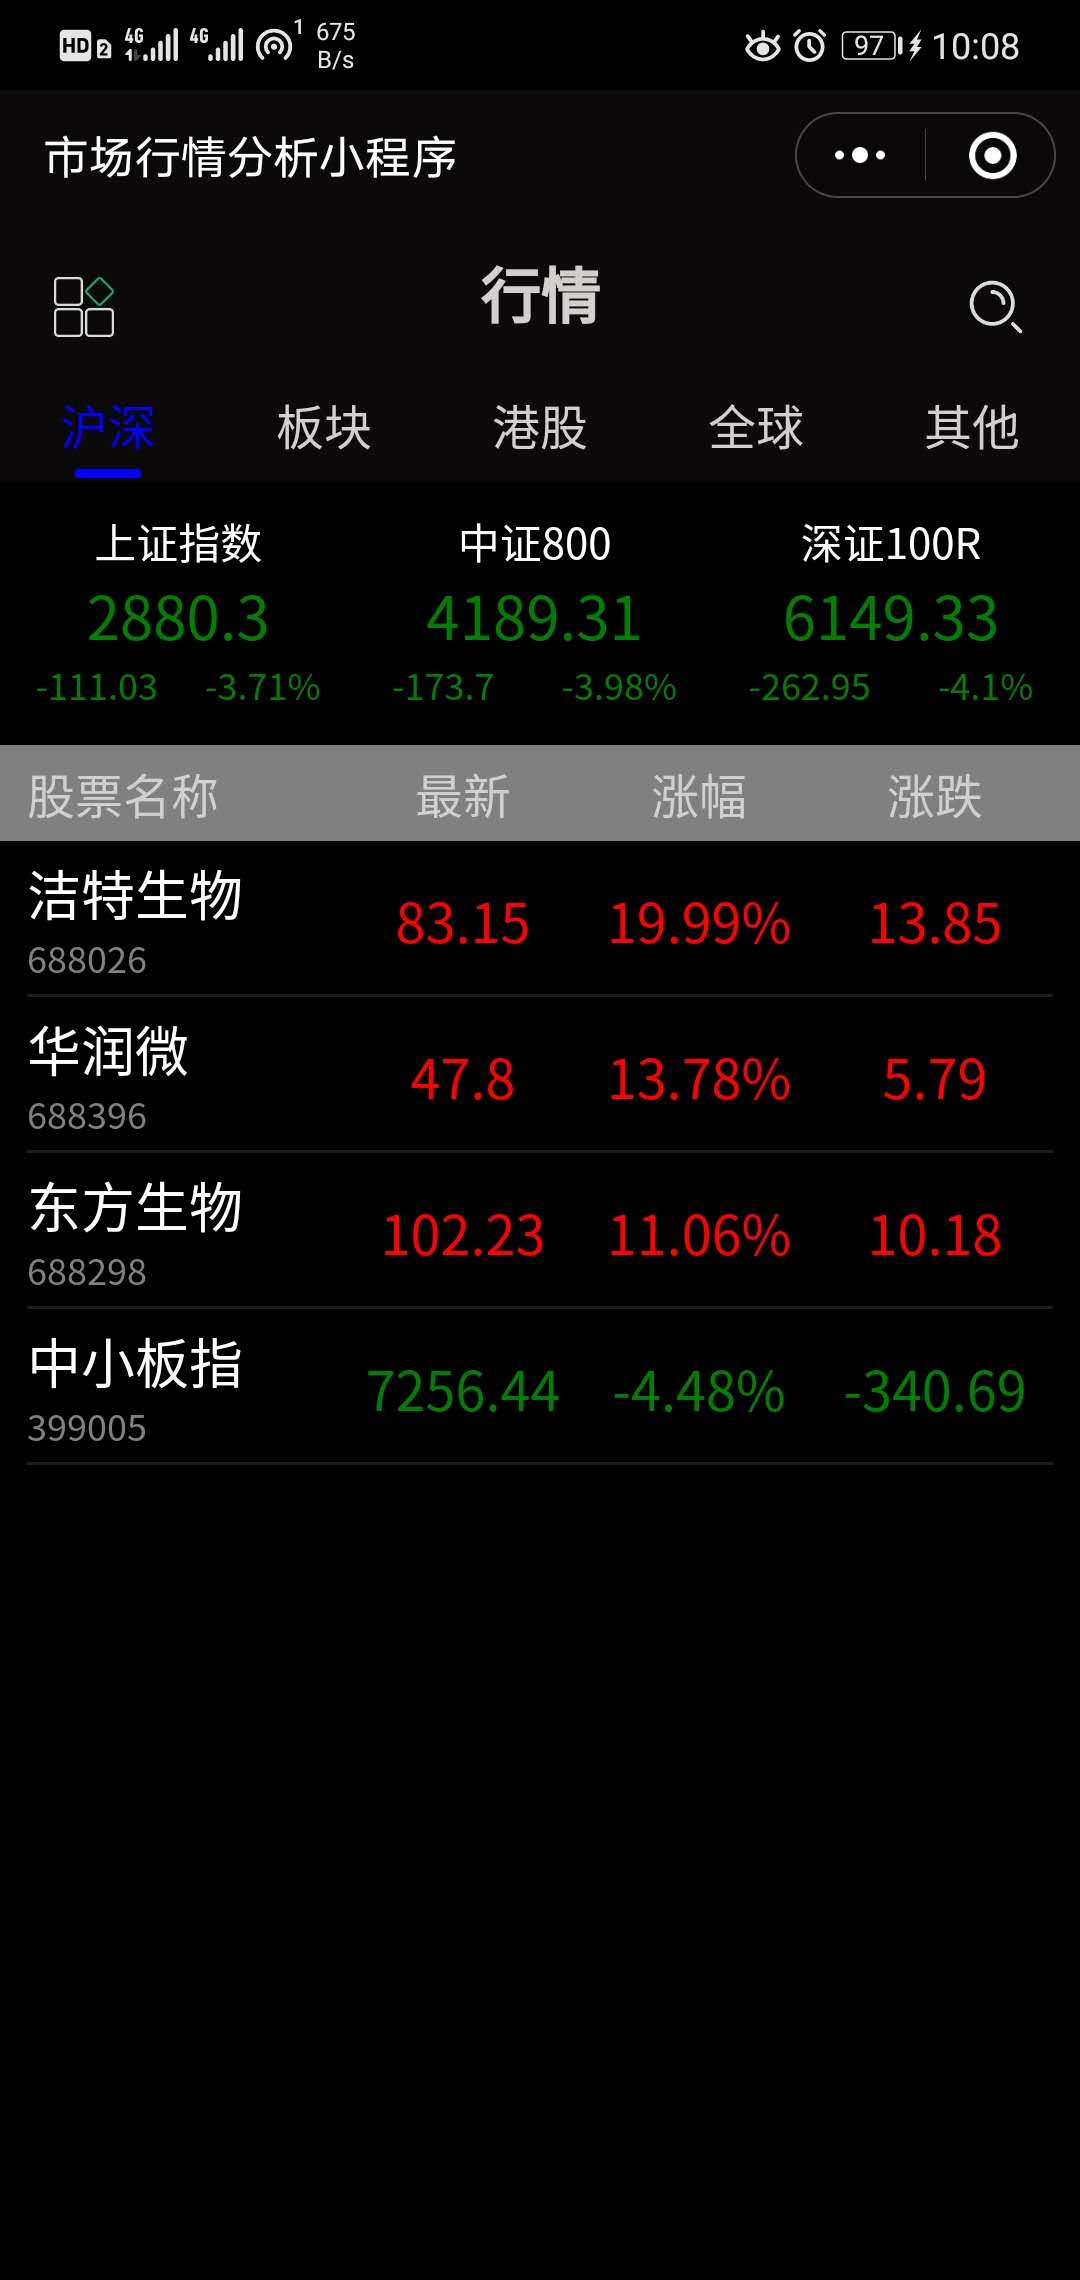 HD 2 4G 4G 1 675 B/s 97 10:08
市场行情分析小程序
行情
沪深 板块 港股 全球 其他
上证指数 中证800 深证100R
2880.3 4189.31 6149.33
-111.03 -3.71% -173.7 -3.98% -262.95 -4.1%
股票名称 最新 涨幅 涨跌
洁特生物 83.15 19.99% 13.85
688026
华润微 47.8 13.78% 5.79
688396
东方生物 102.23 11.06% 10.18
688298
中小板指 7256.44 -4.48% -340.69
399005